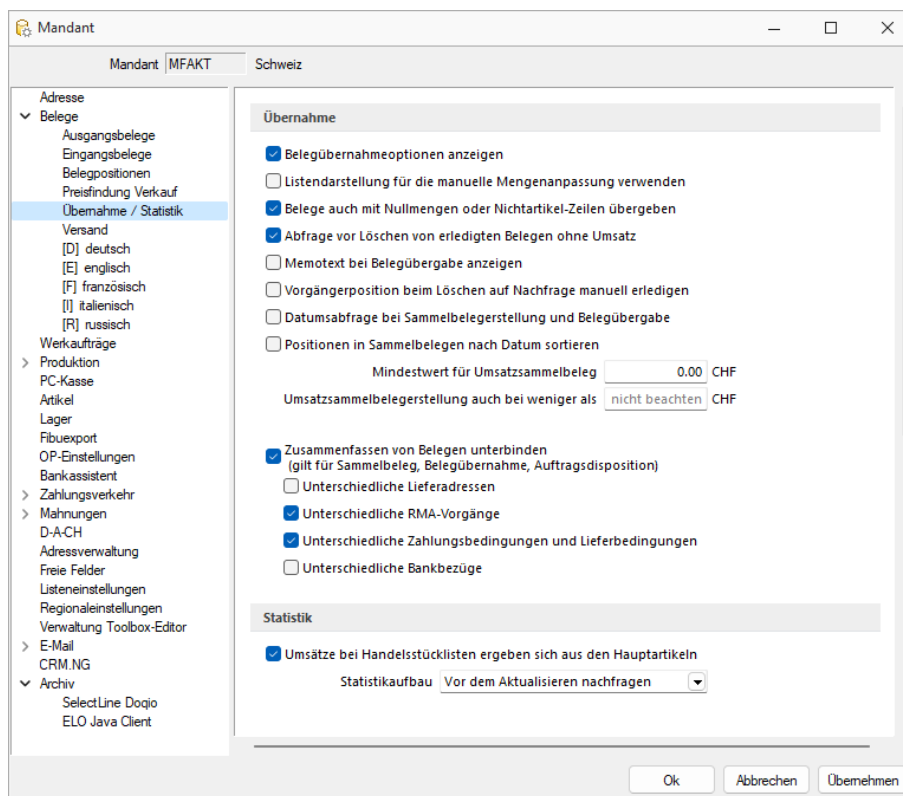 Mandant
Mandant MFAKT Schweiz
Adresse
Belege
Ausgangsbelege
Eingangsbelege
Belegpositionen
Preisfindung Verkauf
Übernahme / Statistik
Versand
[D] deutsch
[E] englisch
[F] französisch
[I] italienisch
[R] russisch
Werkaufträge
Produktion
PC-Kasse
Artikel
Lager
Fibuexport
OP-Einstellungen
Bankassistent
Zahlungsverkehr
Mahnungen
D-A-CH
Adressverwaltung
Freie Felder
Listeneinstellungen
Regionaleinstellungen
Verwaltung Toolbox-Editor
E-Mail
CRM.NG
Archiv
SelectLine Doqio
ELO Java Client
Übernahme
Belegübernahmeoptionen anzeigen
Listendarstellung für die manuelle Mengenanpassung verwenden
Belege auch mit Nullmengen oder Nichtartikel-Zeilen übergeben
Abfrage vor Löschen von erledigten Belegen ohne Umsatz
Memotext bei Belegübergabe anzeigen
Vorgängerposition beim Löschen auf Nachfrage manuell erledigen
Datumsabfrage bei Sammelbelegerstellung und Belegübergabe
Positionen in Sammelbelegen nach Datum sortieren
Mindestwert für Umsatzsammelbeleg 0.00 CHF
Umsatzsammelbelegerstellung auch bei weniger als nicht beachten CHF
Zusammenfassen von Belegen unterbinden
(gilt für Sammelbeleg, Belegübernahme, Auftragsdisposition)
Unterschiedliche Lieferadressen
Unterschiedliche RMA-Vorgänge
Unterschiedliche Zahlungsbedingungen und Lieferbedingungen
Unterschiedliche Bankbezüge
Statistik
Umsätze bei Handelsstücklisten ergeben sich aus den Hauptartikeln
Statistikaufbau Vor dem Aktualisieren nachfragen
Ok Abbrechen Übernehmen